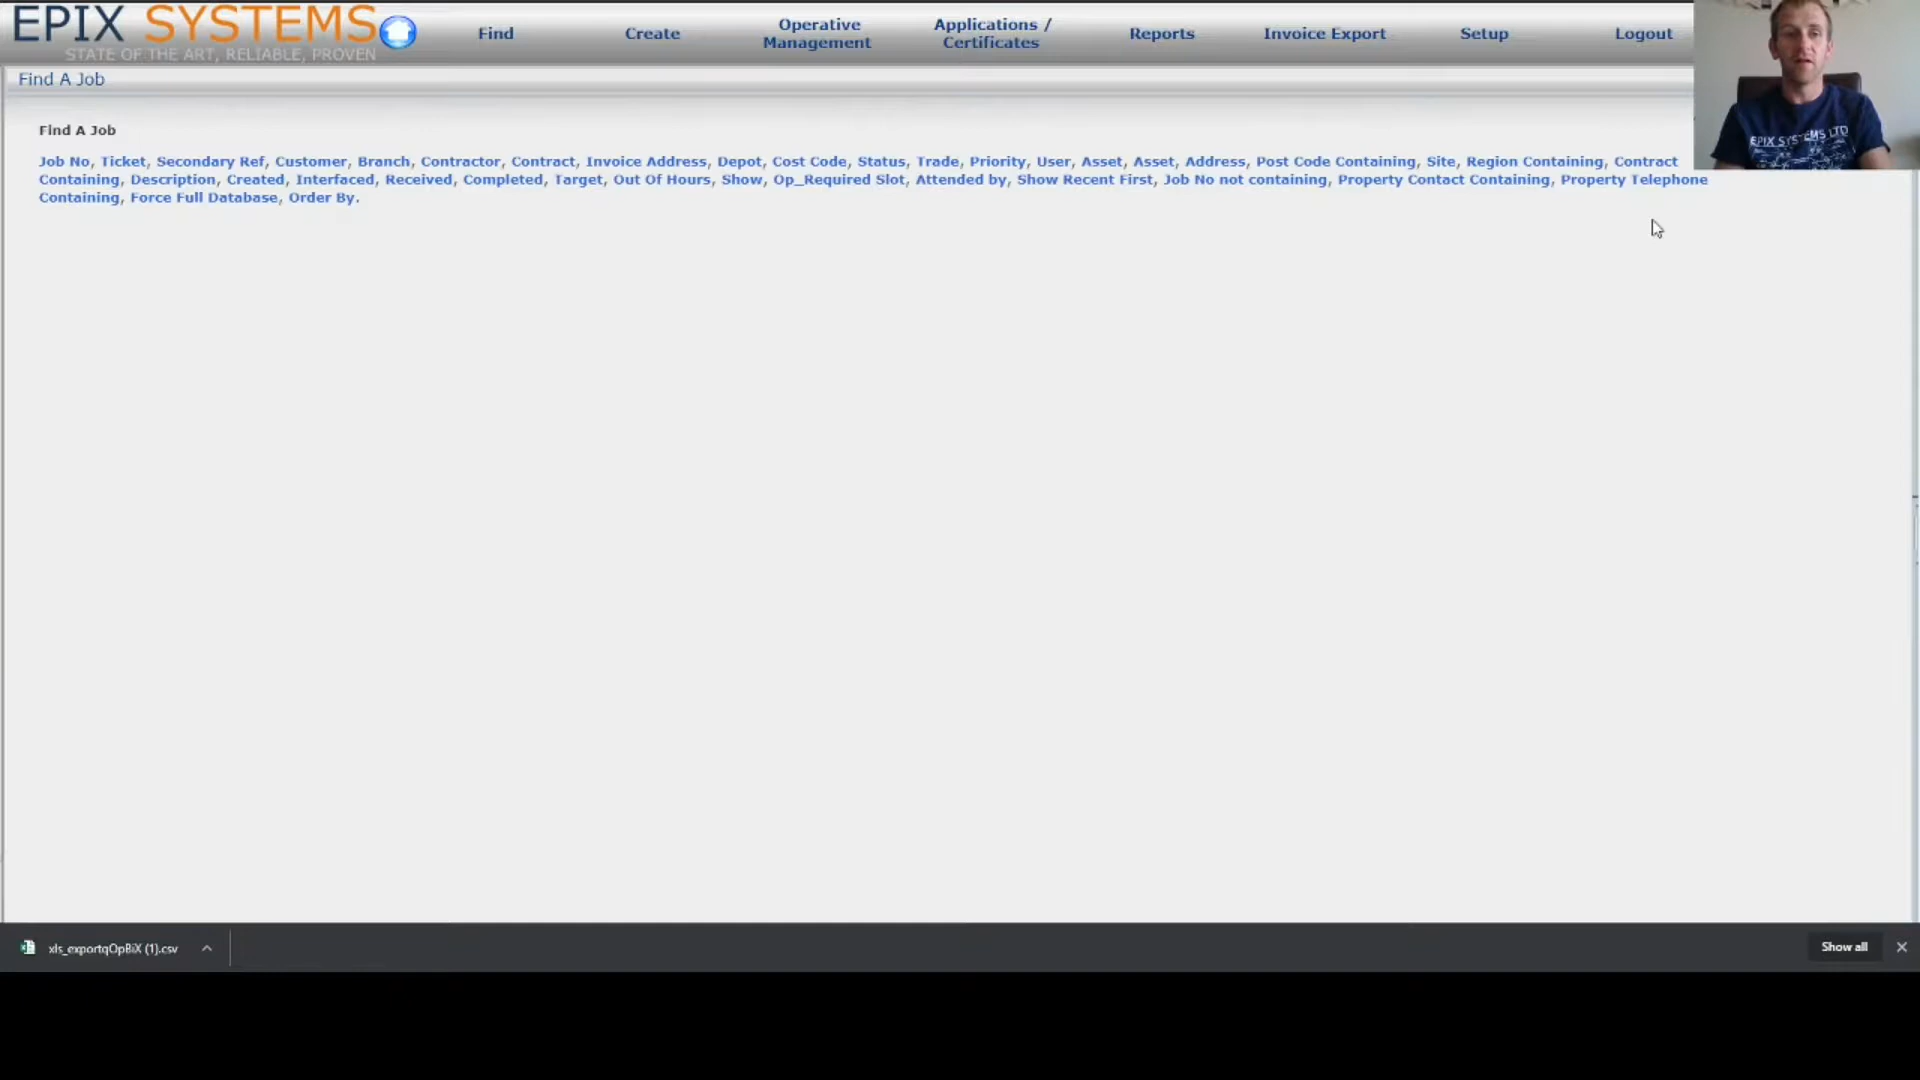 EPIX SYSTEMS
STATE OF THE ART, RELIABLE, PROVEN
Find
Create
Operative
Management
Applications /
Certificates
Reports
Invoice Export
Setup
Logout
Find A Job
Find A Job
Job No, Ticket, Secondary Ref, Customer, Branch, Contractor, Contract, Invoice Address, Depot, Cost Code, Status, Trade, Priority, User, Asset, Asset, Address, Post Code Containing, Site, Region Containing, Contract
Containing, Description, Created, Interfaced, Received, Completed, Target, Out Of Hours, Show, Op_Required Slot, Attended by, Show Recent First, Job No not containing, Property Contact Containing, Property Telephone
Containing, Force Full Database, Order By.
EPIX SYSTEMS LTD
xls_exportqOpBiX (1).csv
Show all